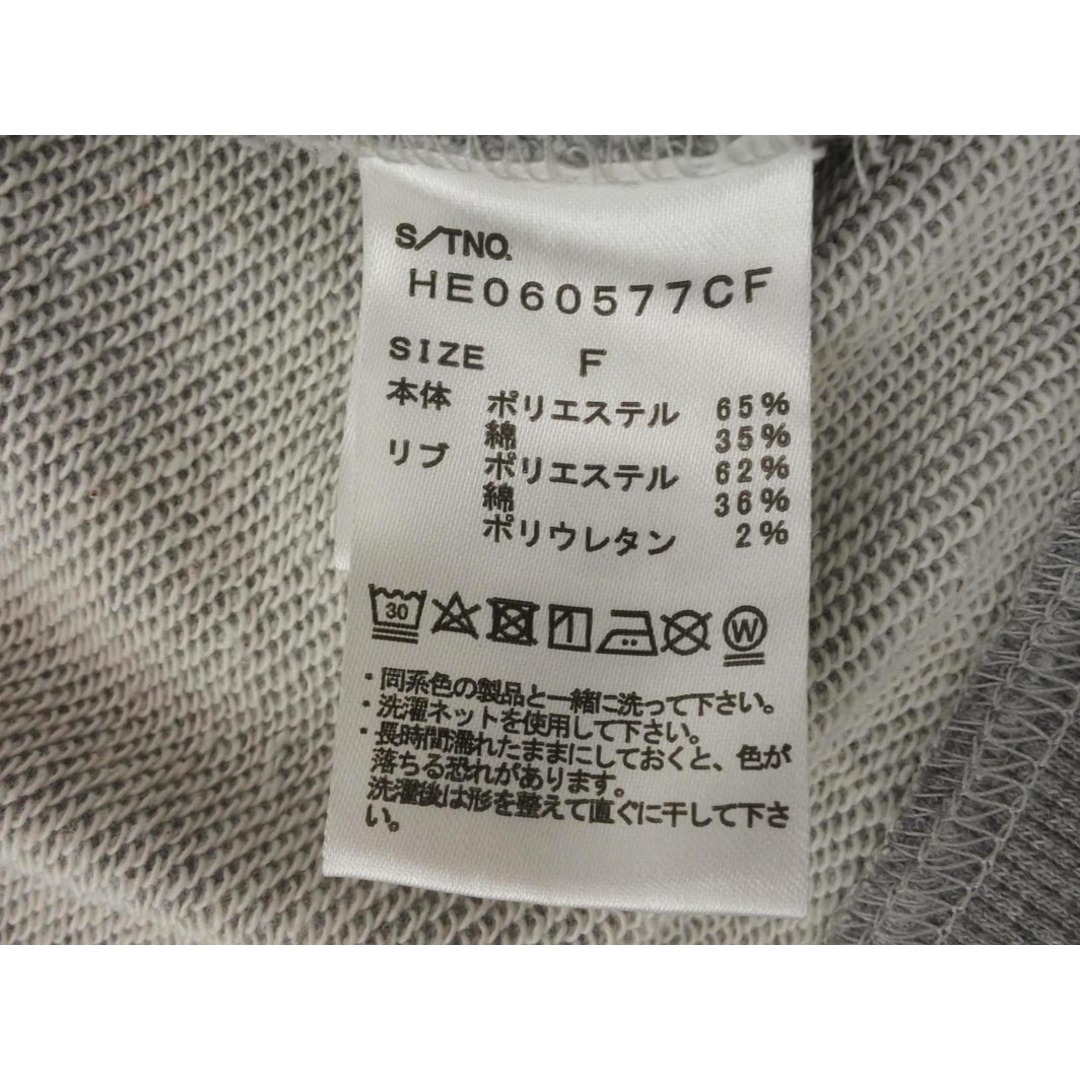 S/TNO.
HE060577CF
SIZE F
本体 ポリエステル 65%
綿 35%
リブ ポリエステル 62%
綿 36%
ポリウレタン 2%
30 W
・同系色の製品と一緒に洗って下さい。
・洗濯ネットを使用して下さい。
・長時間濡れたままにしておくと、色が
落ちる恐れがあります。
洗濯後は形を整えて直ぐに干して下さ
い。